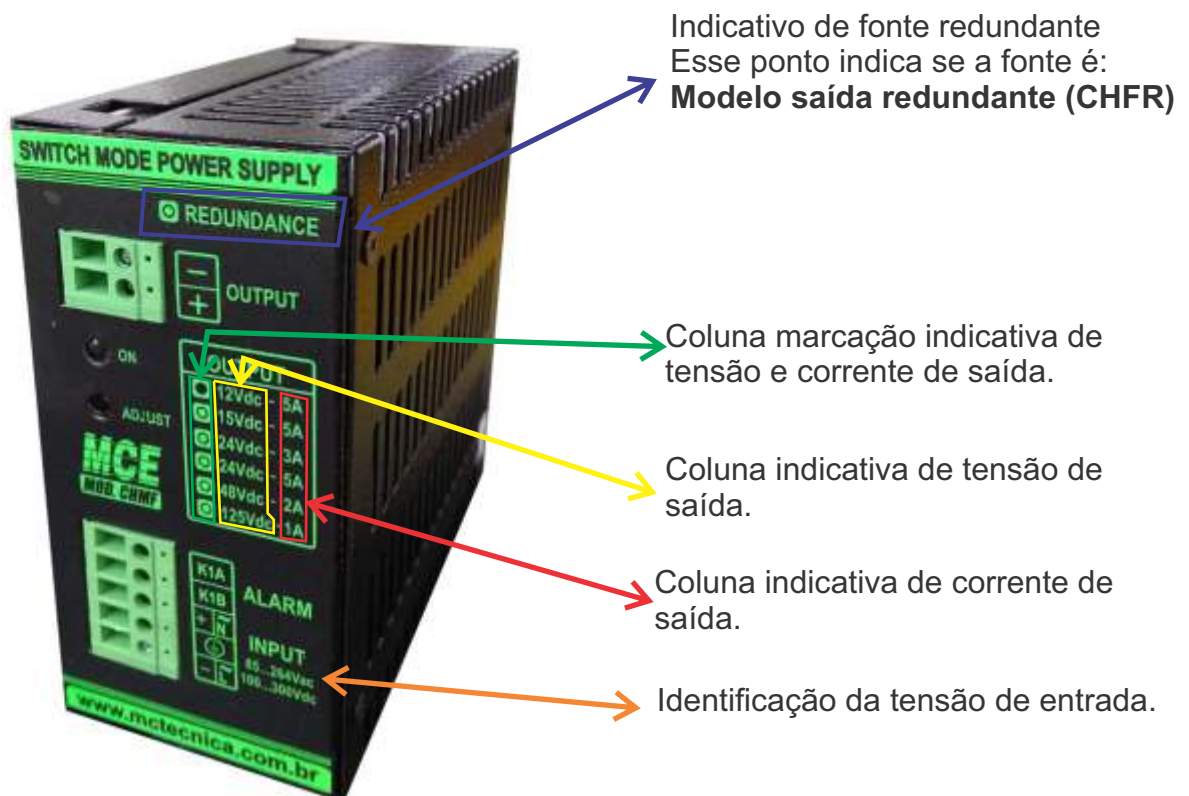 Indicativo de fonte redundante
Esse ponto indica se a fonte é:
Modelo saída redundante (CHFR)
SWITCH MODE POWER SUPPLY
REDUNDANCE
−
+
OUTPUT
ON
ADJUST
MCE
MOD. CHMF
OUTPUT
12Vdc - 5A
15Vdc - 5A
24Vdc - 3A
24Vdc - 5A
48Vdc - 2A
125Vdc - 1A
Coluna marcação indicativa de
tensão e corrente de saída.
Coluna indicativa de tensão de
saída.
Coluna indicativa de corrente de
saída.
K1A
K1B
ALARM
+ ~ N
INPUT
- ~ L
85...264Vac
100...300Vdc
Identificação da tensão de entrada.
www.mctecnica.com.br